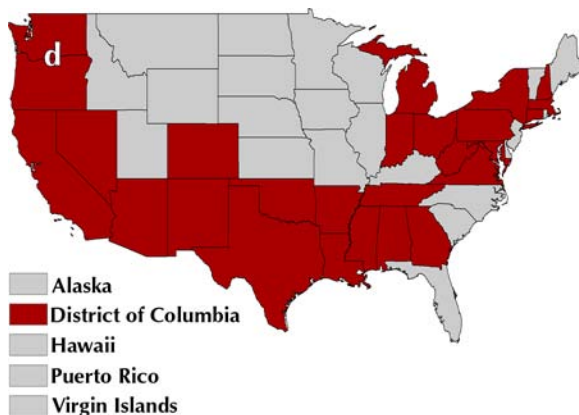 d
Alaska
District of Columbia
Hawaii
Puerto Rico
Virgin Islands